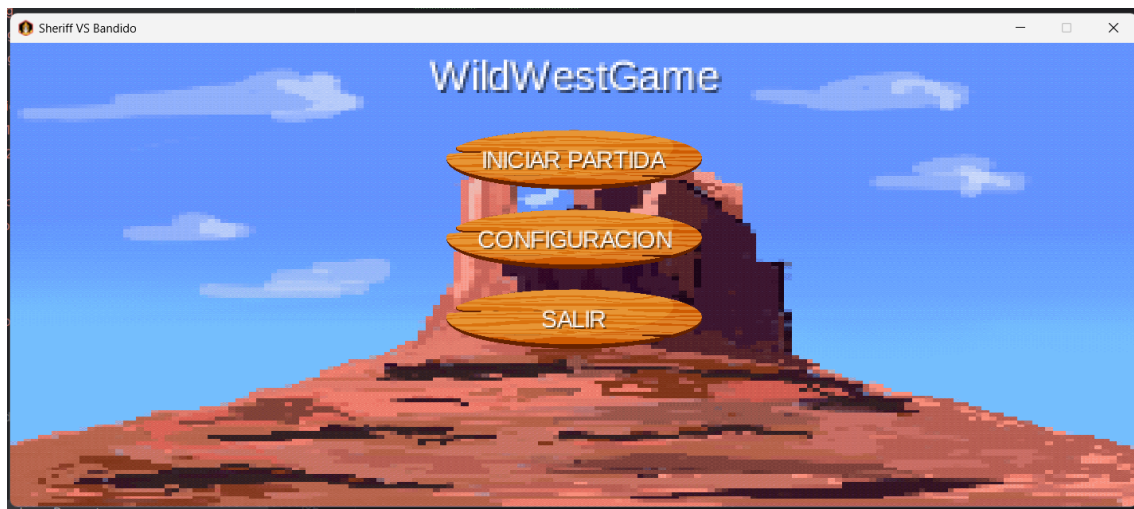 Sheriff VS Bandido
WildWestGame
INICIAR PARTIDA
CONFIGURACION
SALIR